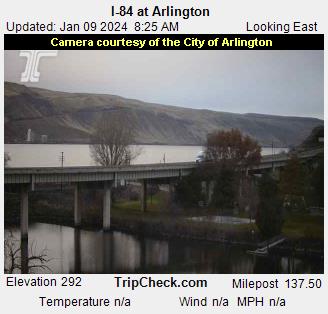 I-84 at Arlington
Updated: Jan 09 2024 8:25 AM Looking East
Camera courtesy of the City of Arlington
Elevation 292 TripCheck.com Milepost 137.50
Temperature n/a Wind n/a MPH n/a